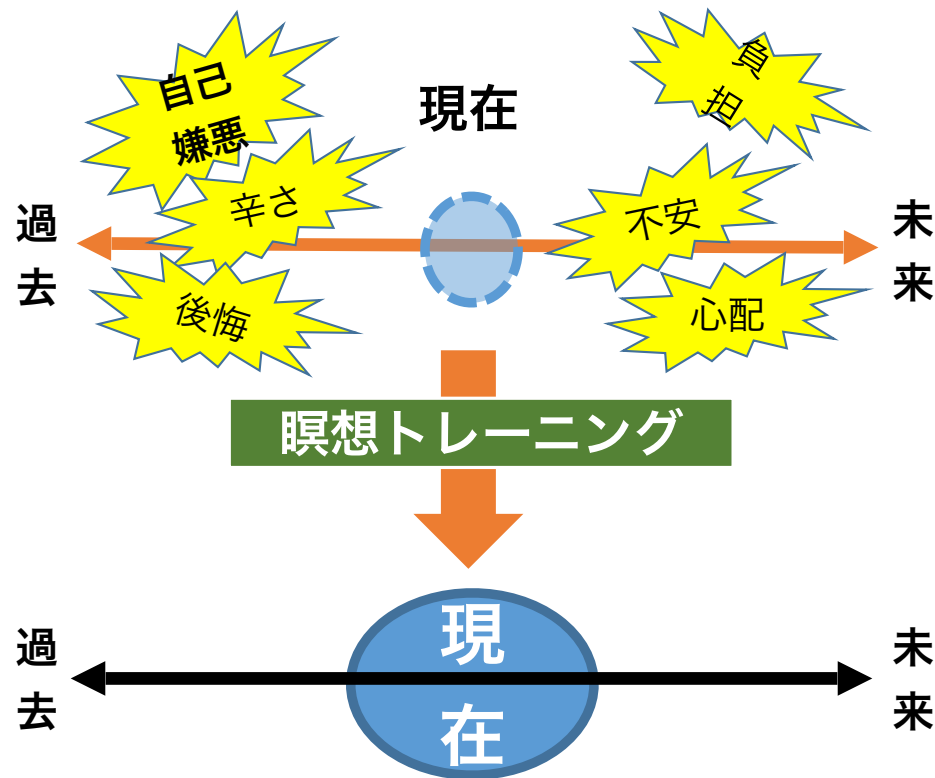 自己
嫌悪
現在
負
担
辛さ
不安
過
去
未
来
後悔
心配
瞑想トレーニング
現
在
過
去
未
来